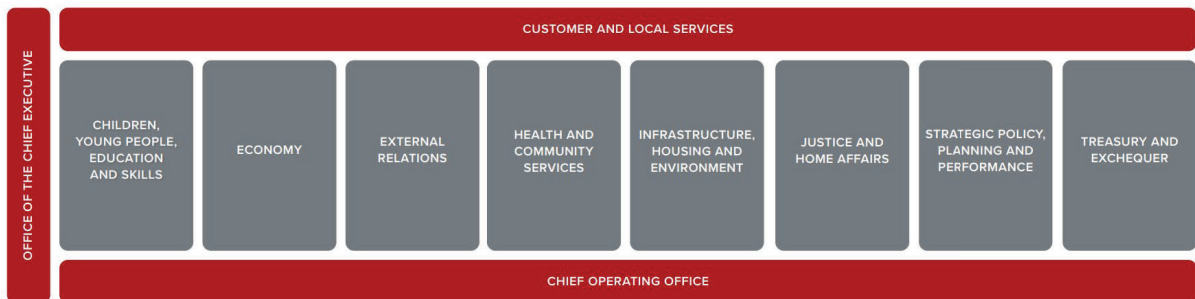 OFFICE OF THE CHIEF EXECUTIVE
CUSTOMER AND LOCAL SERVICES
CHILDREN,
YOUNG PEOPLE,
EDUCATION
AND SKILLS
ECONOMY
EXTERNAL
RELATIONS
HEALTH AND
COMMUNITY
SERVICES
INFRASTRUCTURE,
HOUSING AND
ENVIRONMENT
JUSTICE AND
HOME AFFAIRS
STRATEGIC POLICY,
PLANNING AND
PERFORMANCE
TREASURY AND
EXCHEQUER
CHIEF OPERATING OFFICE